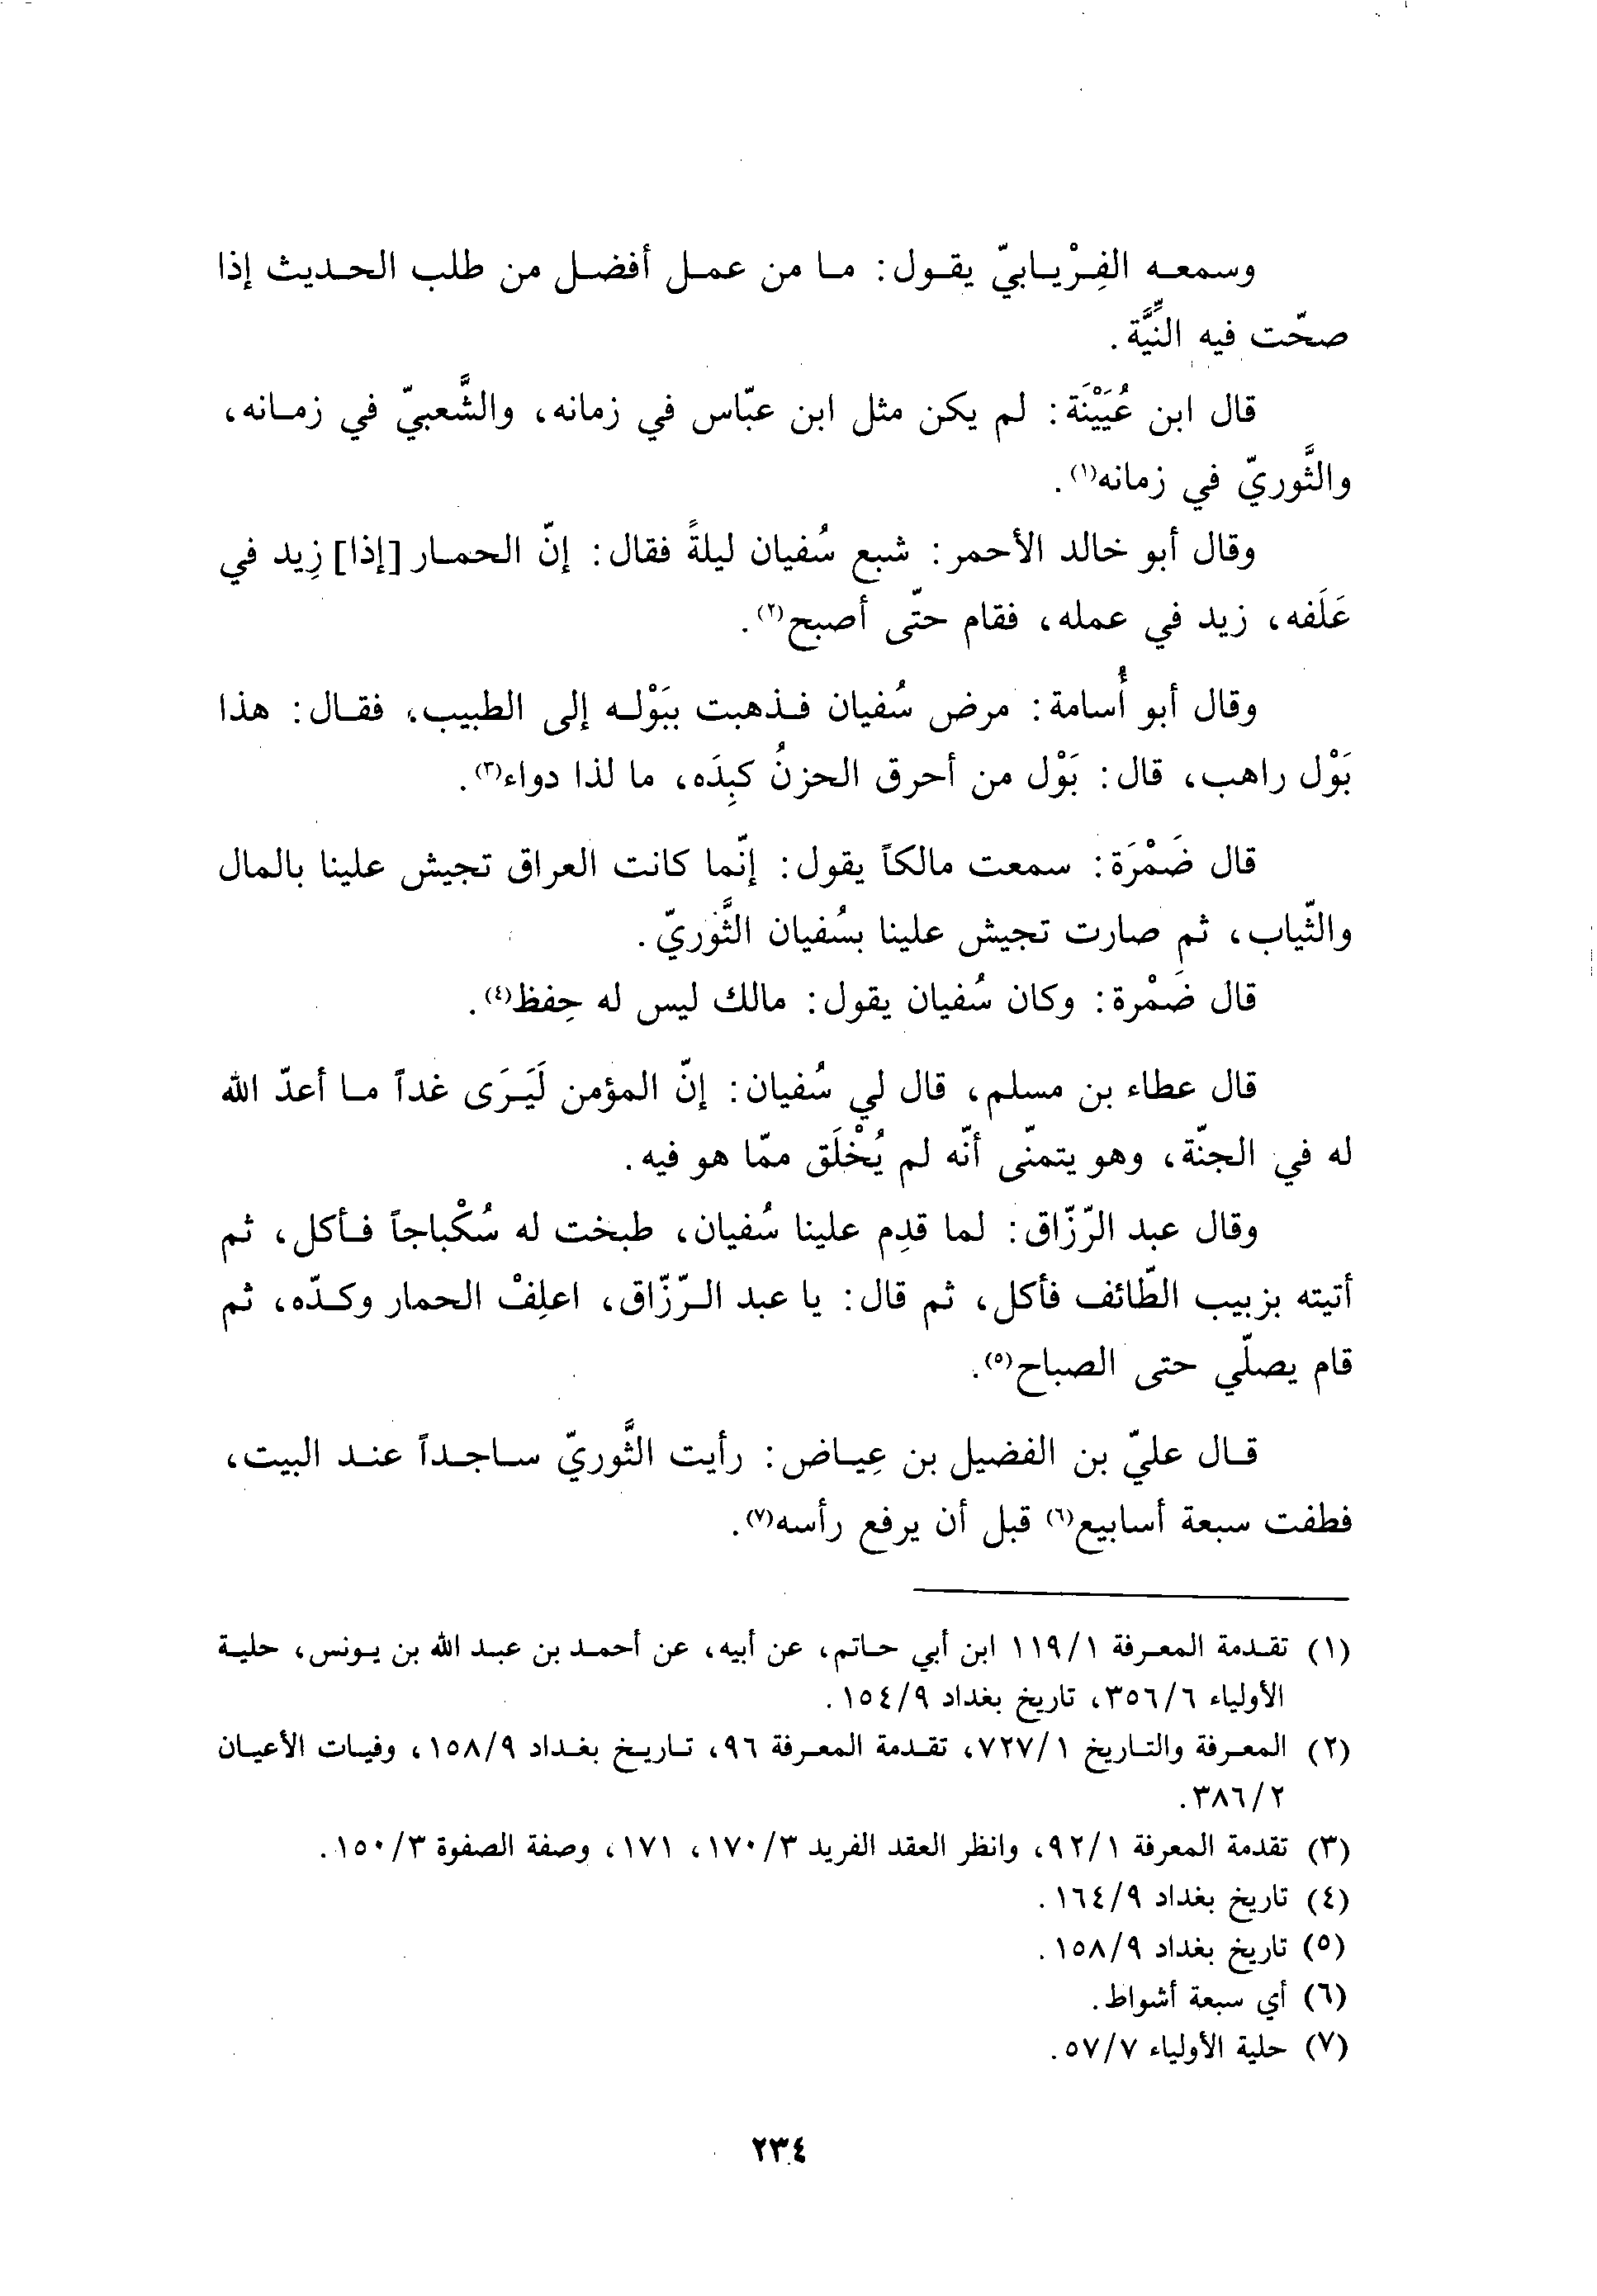 وسمعه الفِرْيابيّ يقول: ما من عمل أفضل من طلب الحديث إذا
صحّت فيه النِّيَّة.
قال ابن عُيَيْنَة: لم يكن مثل ابن عبّاس في زمانه، والشَّعبيّ في زمانه،
والثَّوريّ في زمانه(١).
وقال أبو خالد الأحمر: شبع سُفيان ليلةً فقال: إنّ الحمار [إذا] زِيد في
عَلَفه، زيد في عمله، فقام حتّى أصبح(٢).
وقال أبو أُسامة: مرض سُفيان فذهبت ببَوْله إلى الطبيب، فقال: هذا
بَوْل راهب، قال: بَوْل من أحرق الحزنُ كبِدَه، ما لذا دواء(٣).
قال ضَمْرَة: سمعت مالكاً يقول: إنّما كانت العراق تجيش علينا بالمال
والثّياب، ثم صارت تجيش علينا بسُفيان الثَّوريّ.
قال ضَمْرة: وكان سُفيان يقول: مالك ليس له حِفظ(٤).
قال عطاء بن مسلم، قال لي سُفيان: إنّ المؤمن لَيَرَى غداً ما أعدّ الله
له في الجنّة، وهو يتمنّى أنّه لم يُخْلَق ممّا هو فيه.
وقال عبد الرّزّاق: لما قدِم علينا سُفيان، طبخت له سُكْباجاً فأكل، ثم
أتيته بزبيب الطّائف فأكل، ثم قال: يا عبد الرّزّاق، اعلِفْ الحمار وكدّه، ثم
قام يصلّي حتى الصباح(٥).
قال عليّ بن الفضيل بن عِياض: رأيت الثَّوريّ ساجداً عند البيت،
فطفت سبعة أسابيع(٦) قبل أن يرفع رأسه(٧).
(١) تقدمة المعرفة ١/١١٩ ابن أبي حاتم، عن أبيه، عن أحمد بن عبد الله بن يونس، حلية
الأولياء ٦/٣٥٦، تاريخ بغداد ٩/١٥٤.
(٢) المعرفة والتاريخ ١/٧٢٧، تقدمة المعرفة ٩٦، تاريخ بغداد ٩/١٥٨، وفيات الأعيان
٢/٣٨٦.
(٣) تقدمة المعرفة ١/٩٢، وانظر العقد الفريد ٣/١٧٠، ١٧١، وصفة الصفوة ٣/١٥٠.
(٤) تاريخ بغداد ٩/١٦٤.
(٥) تاريخ بغداد ٩/١٥٨.
(٦) أي سبعة أشواط.
(٧) حلية الأولياء ٧/٥٧.
٢٣٤